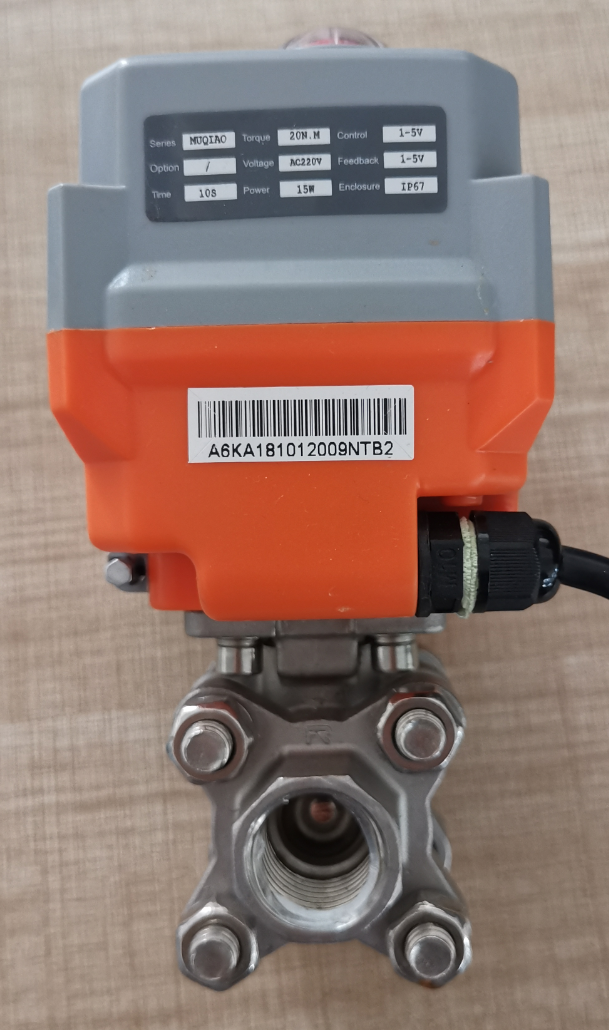 Series MUQIAO Torque 20N.M Control 1-5V
Option / Voltage AC220V Feedback 1-5V
Time 10S Power 15W Enclosure IP67
A6KA181012009NTB2